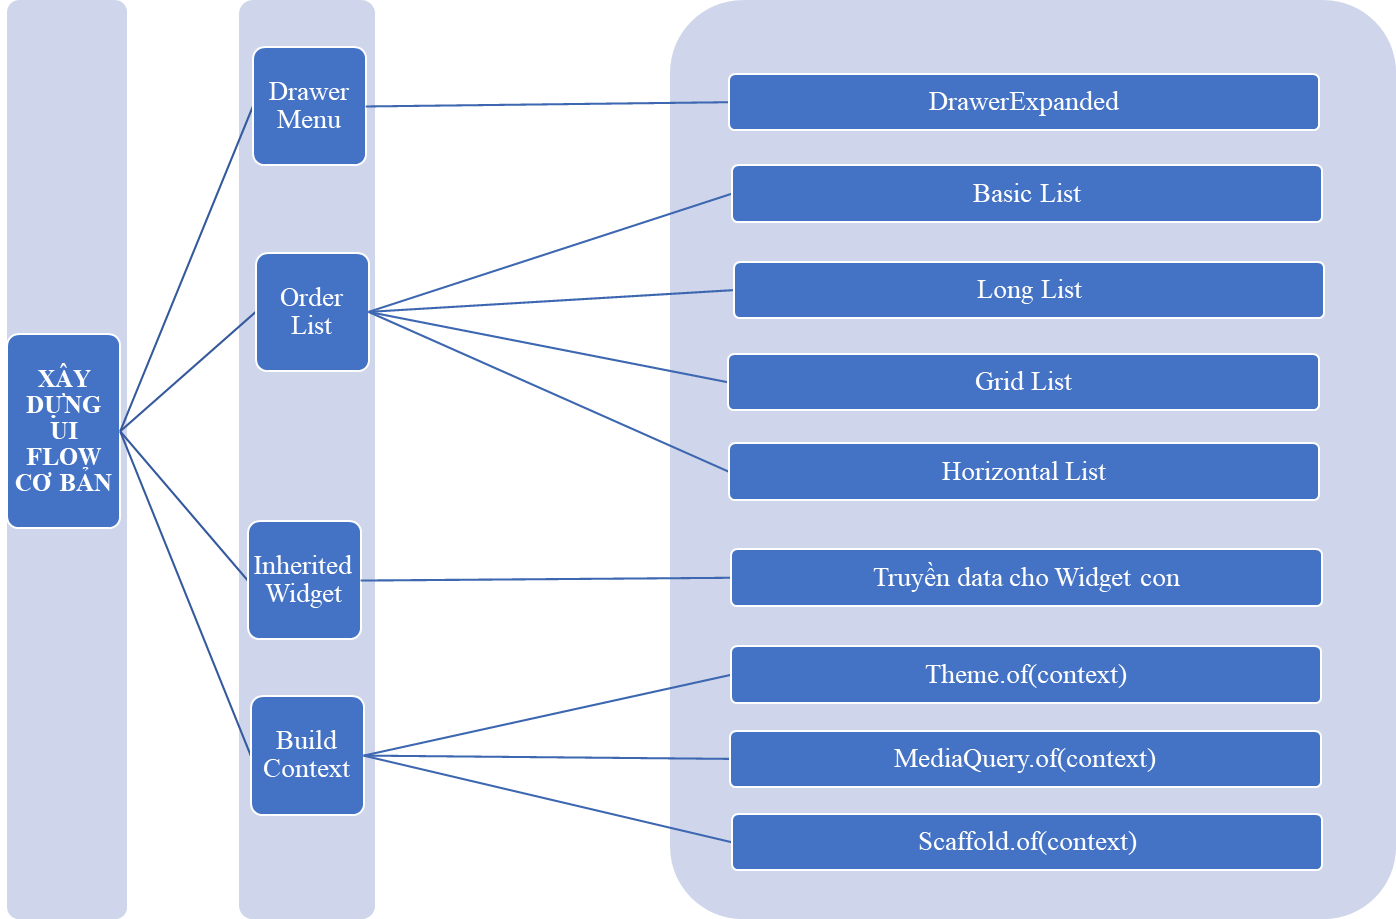 XÂY
DỰNG
UI
FLOW
CƠ BẢN
Drawer
Menu
DrawerExpanded
Order
List
Basic List
Long List
Grid List
Horizontal List
Inherited
Widget
Truyền data cho Widget con
Build
Context
Theme.of(context)
MediaQuery.of(context)
Scaffold.of(context)